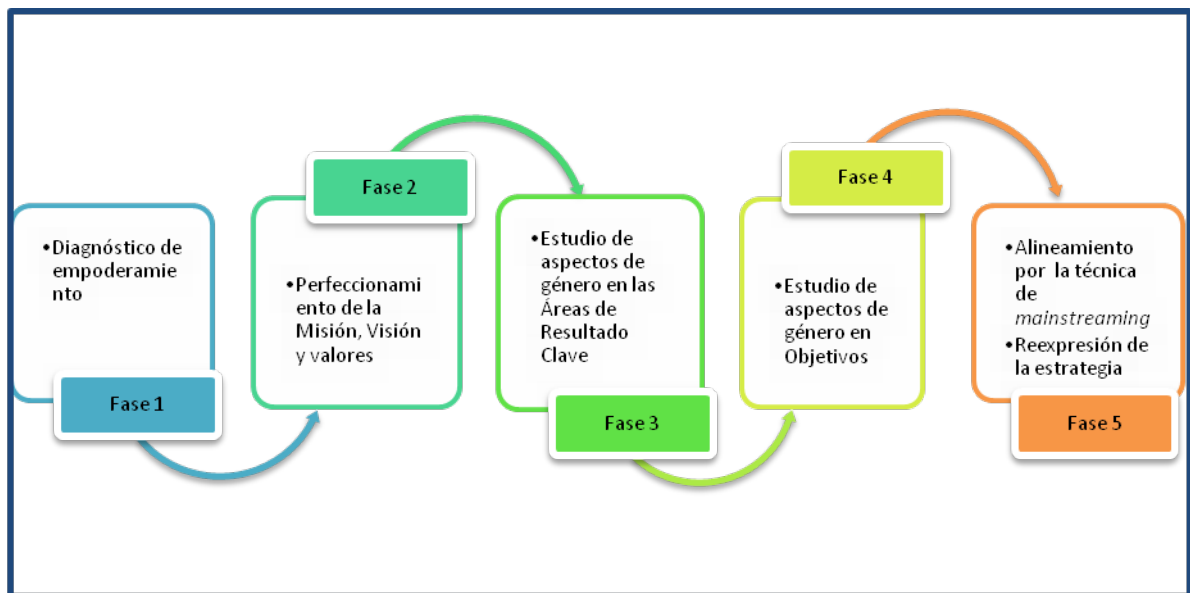 •Diagnóstico de
empoderamie
nto
Fase 1
Fase 2
•Perfeccionami
ento de la
Misión, Visión
y valores
•Estudio de
aspectos de
género en las
Áreas de
Resultado
Clave
Fase 3
Fase 4
•Estudio de
aspectos de
género en
Objetivos
•Alineamiento
por la técnica
de
mainstreaming
•Reexpresión de
la estrategia
Fase 5